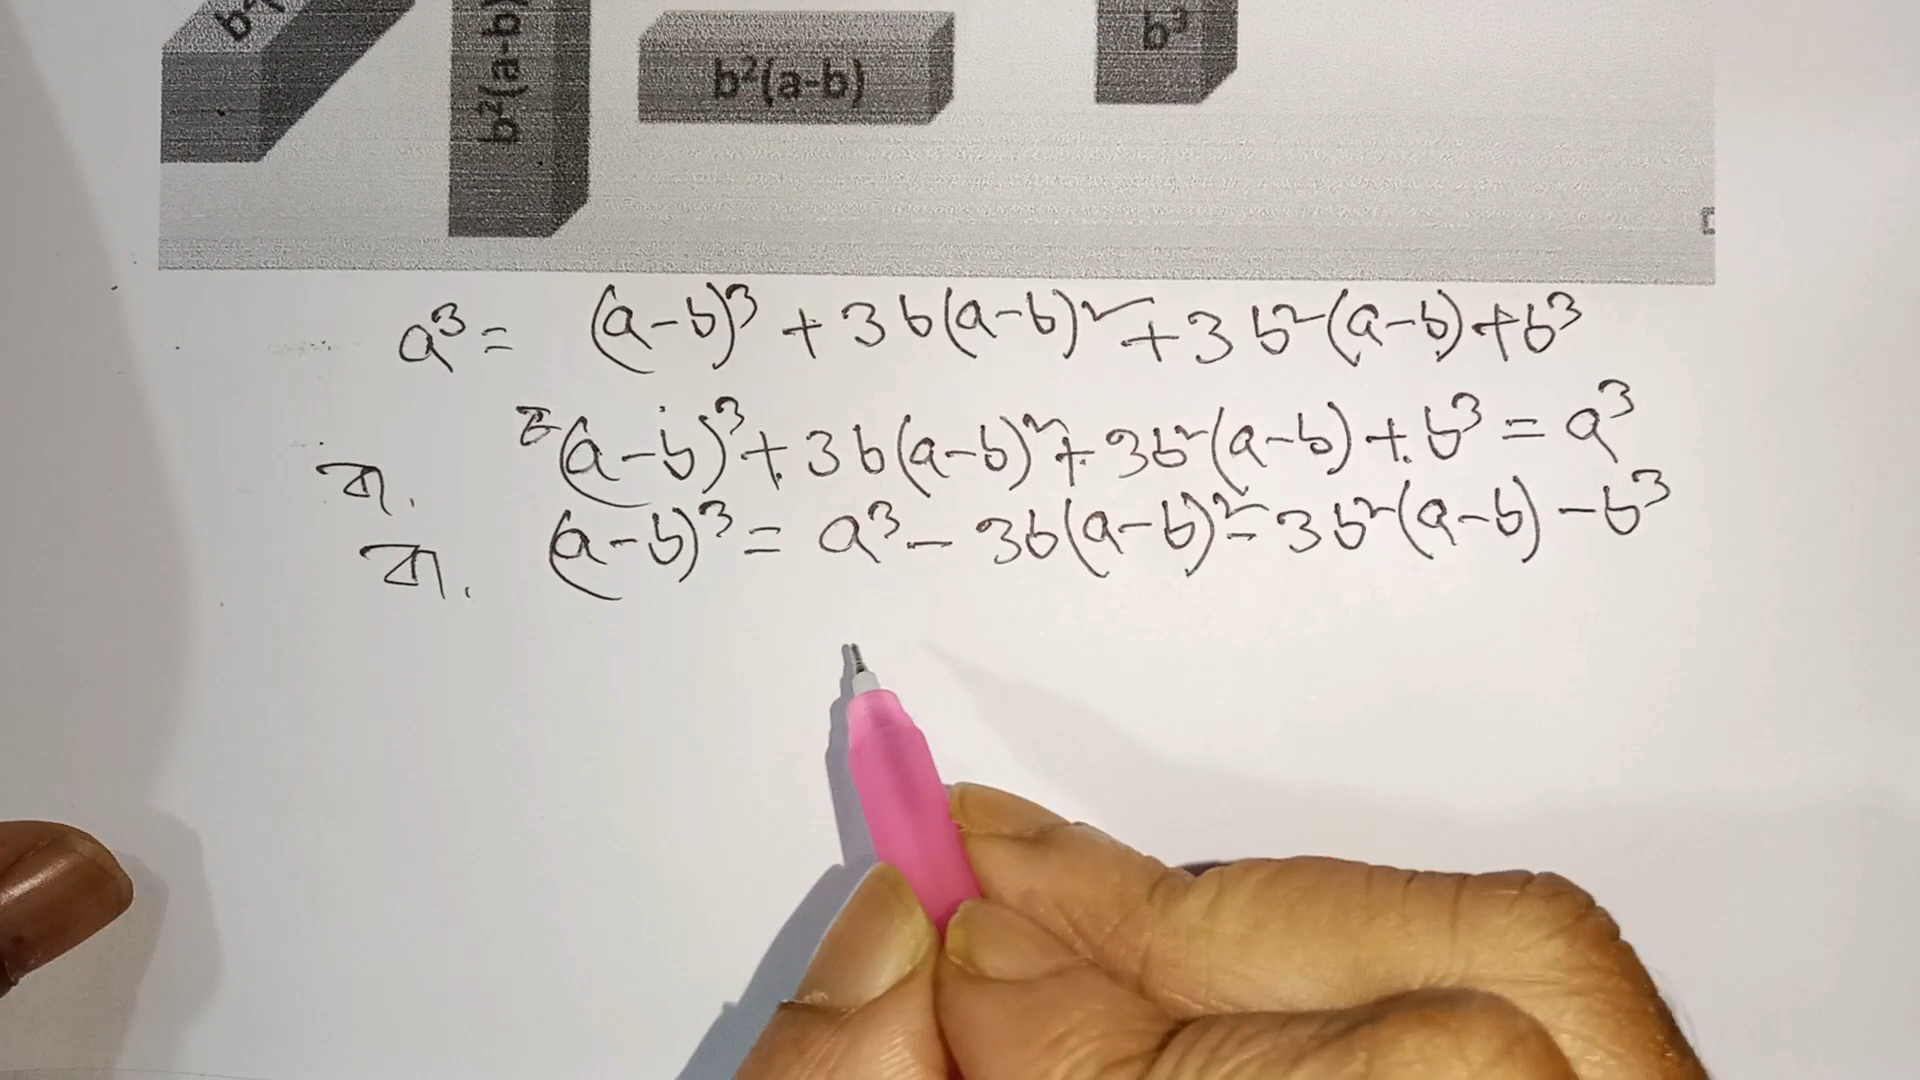 b²(a-b)
b²(a-b)
b³
a³ = (a-b)³ + 3b(a-b)² + 3b²(a-b) + b³
বা, (a-b)³ + 3b(a-b)² + 3b²(a-b) + b³ = a³
বা, (a-b)³ = a³ - 3b(a-b)² - 3b²(a-b) - b³